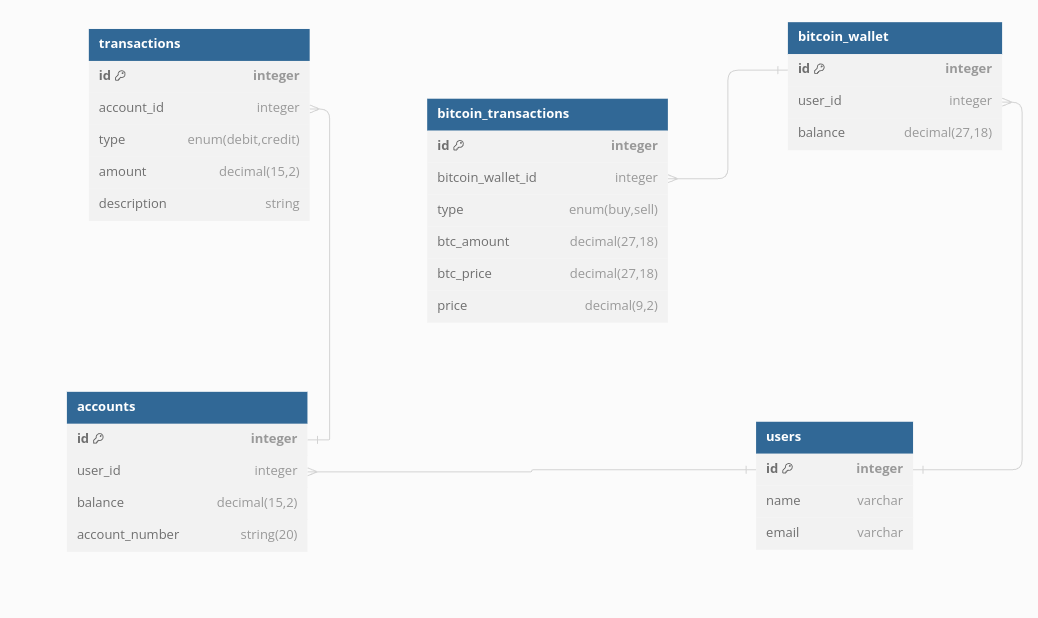 transactions
id integer
account_id integer
type enum(debit,credit)
amount decimal(15,2)
description string
bitcoin_transactions
id integer
bitcoin_wallet_id integer
type enum(buy,sell)
btc_amount decimal(27,18)
btc_price decimal(27,18)
price decimal(9,2)
bitcoin_wallet
id integer
user_id integer
balance decimal(27,18)
accounts
id integer
user_id integer
balance decimal(15,2)
account_number string(20)
users
id integer
name varchar
email varchar